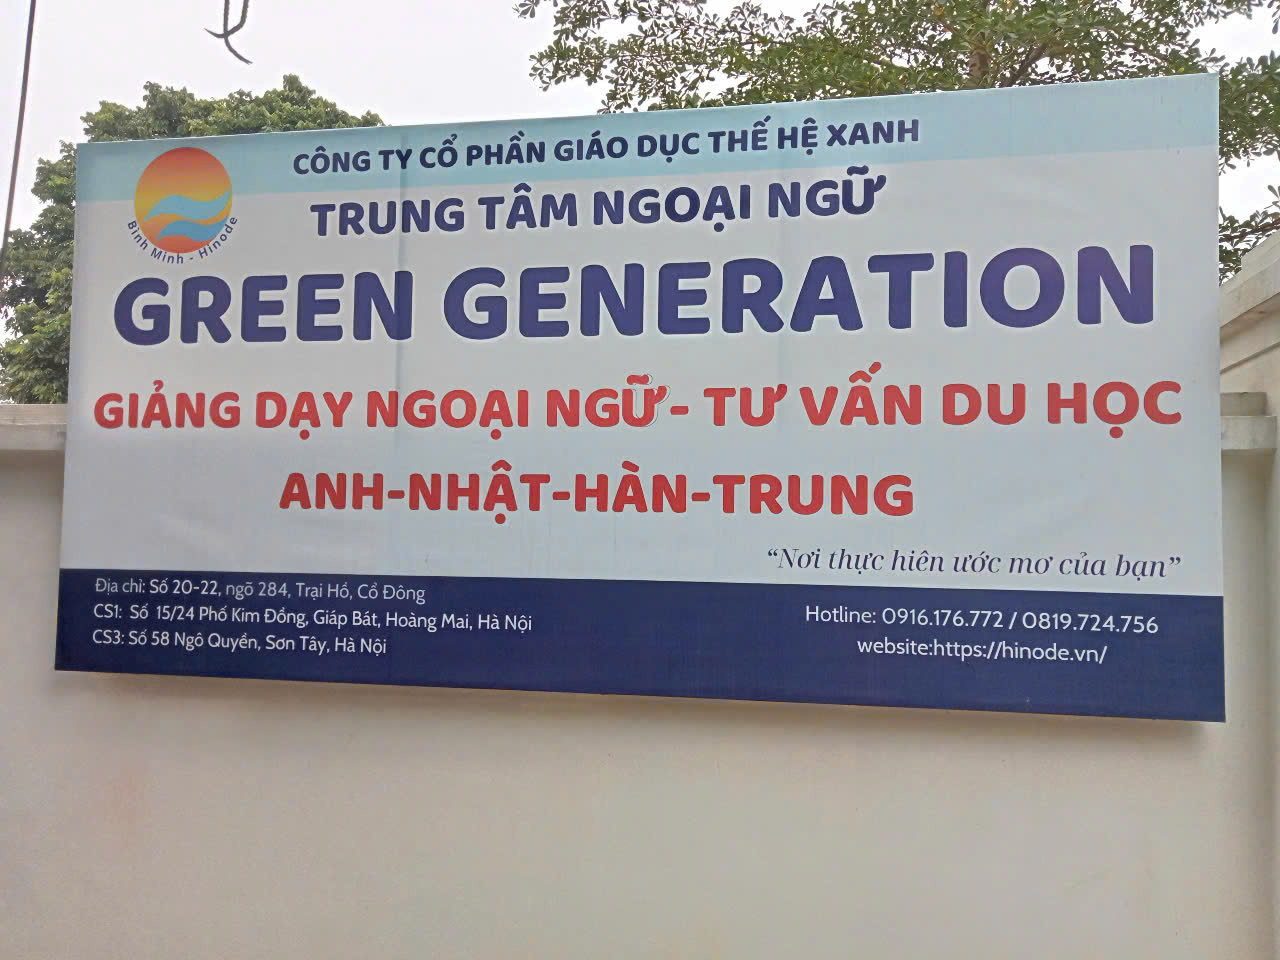 CÔNG TY CỔ PHẦN GIÁO DỤC THẾ HỆ XANH
Bình Minh - Hinode
TRUNG TÂM NGOẠI NGỮ
GREEN GENERATION
GIẢNG DẠY NGOẠI NGỮ - TƯ VẤN DU HỌC
ANH-NHẬT-HÀN-TRUNG
“Nơi thực hiện ước mơ của bạn”
Địa chỉ: Số 20-22, ngõ 284, Trại Hồ, Cổ Đông
CS1: Số 15/24 Phố Kim Đồng, Giáp Bát, Hoàng Mai, Hà Nội
CS3: Số 58 Ngô Quyền, Sơn Tây, Hà Nội
Hotline: 0916.176.772 / 0819.724.756
website:https://hinode.vn/